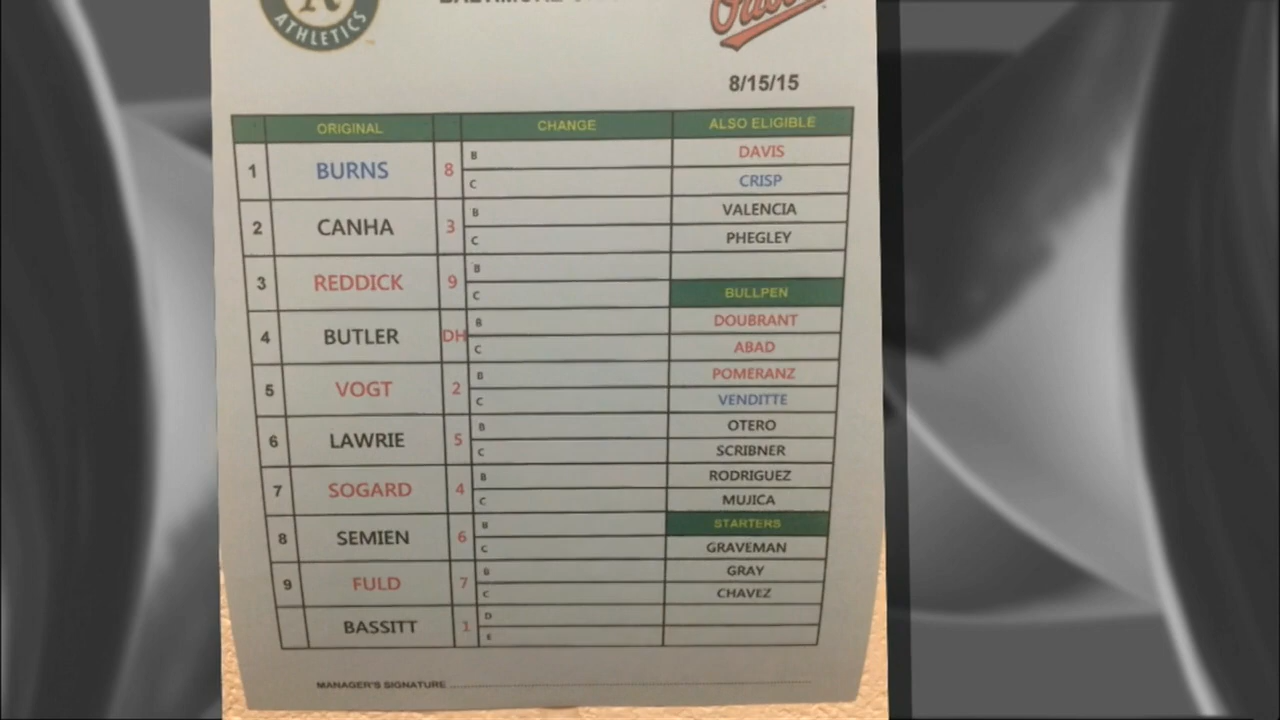 ATHLETICS
8/15/15
ORIGINAL CHANGE ALSO ELIGIBLE
1 BURNS 8 B DAVIS
C CRISP
2 CANHA 3 B VALENCIA
C PHEGLEY
3 REDDICK 9 B
C BULLPEN
4 BUTLER DH B DOUBRANT
C ABAD
5 VOGT 2 B POMERANZ
C VENDITTE
6 LAWRIE 5 B OTERO
C SCRIBNER
7 SOGARD 4 B RODRIGUEZ
C MUJICA
8 SEMIEN 6 B STARTERS
C GRAVEMAN
9 FULD 7 B GRAY
C CHAVEZ
BASSITT 1 D
E
MANAGER'S SIGNATURE